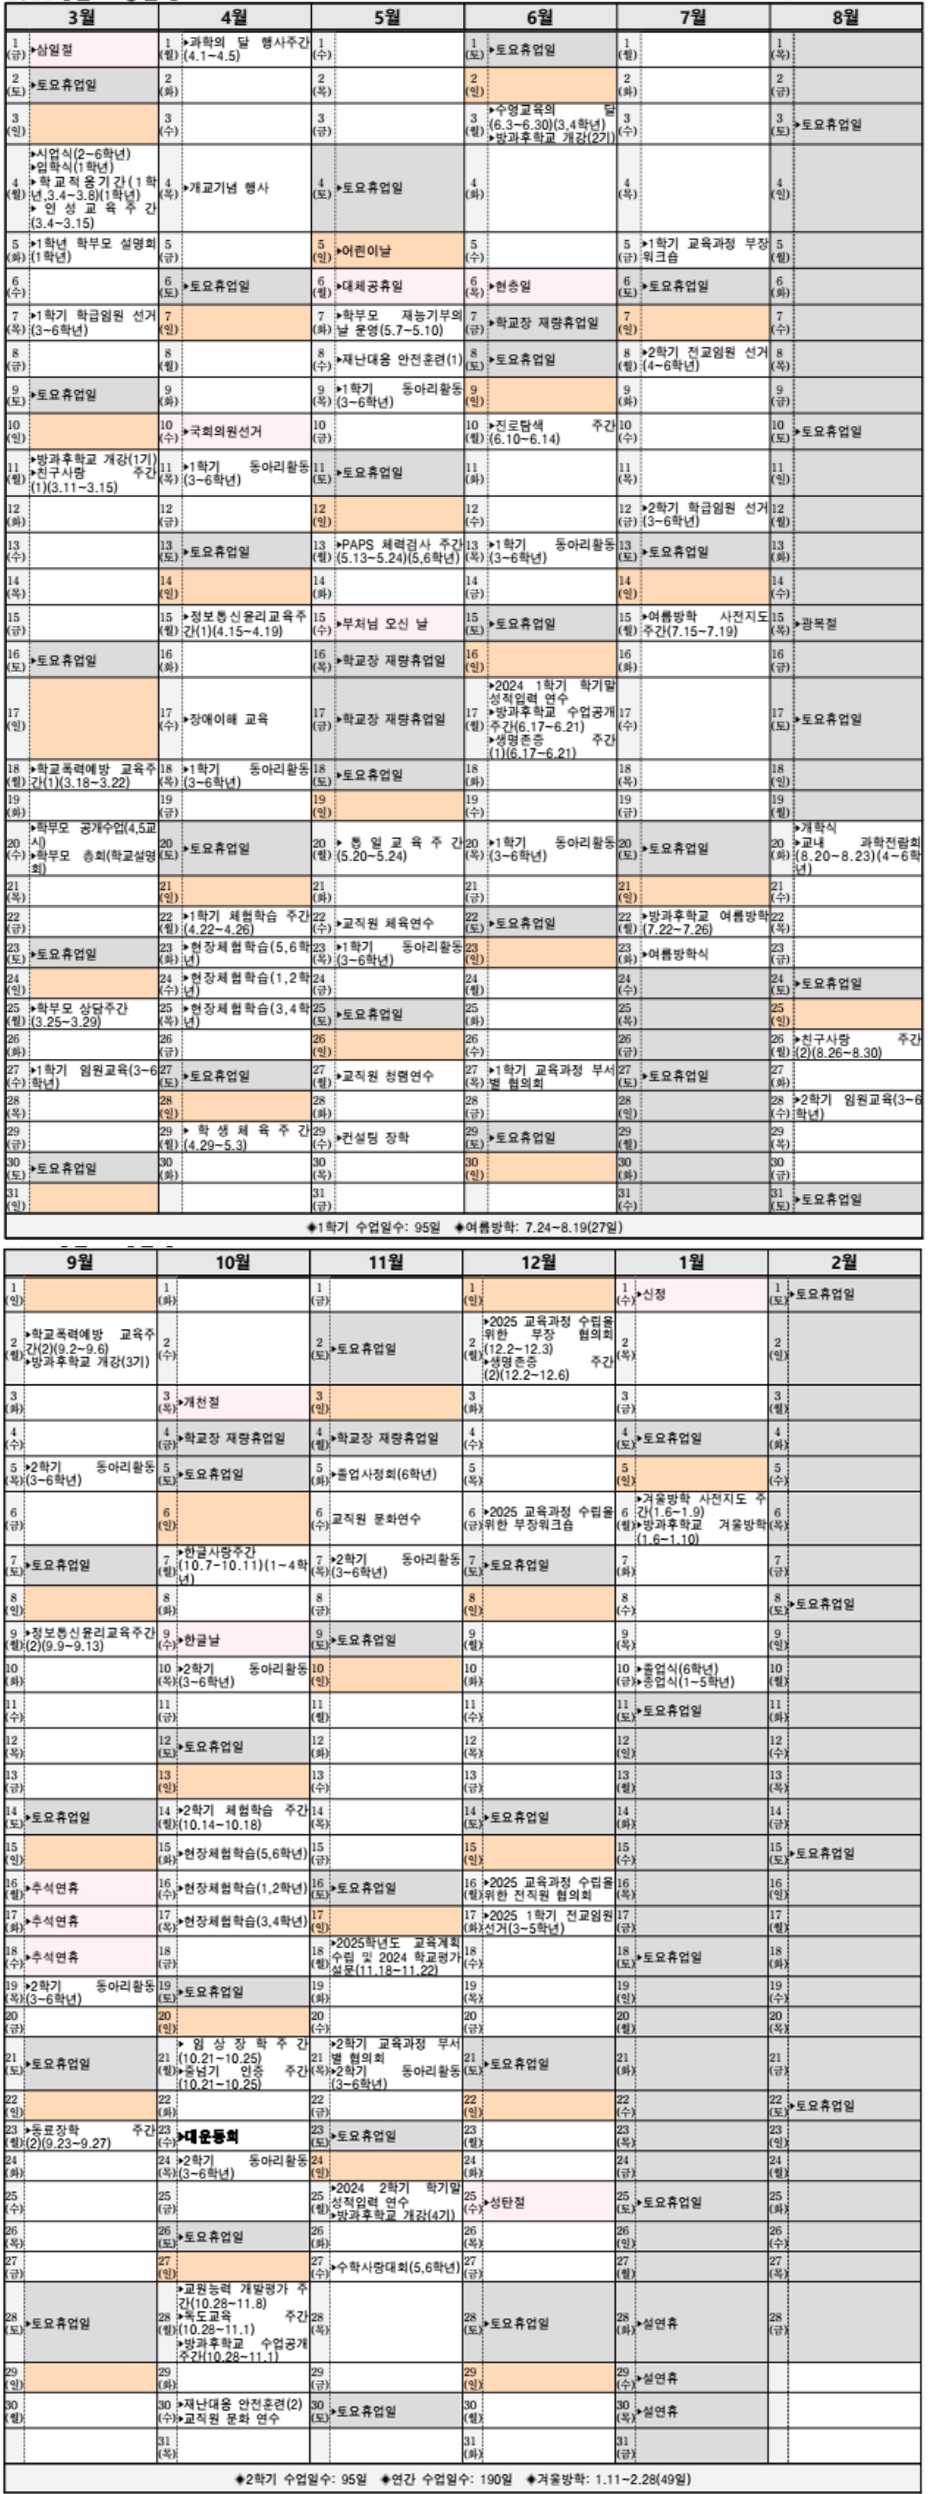 3월 4월 5월 6월 7월 8월
1 (금) ▸삼일절 1 (월) ▸과학의 달 행사주간 (4.1~4.5) 1 (수) 1 (토) ▸토요휴업일 1 (월) 1 (목)
2 (토) ▸토요휴업일 2 (화) 2 (목) 2 (일) 2 (화) 2 (금)
3 (일) 3 (수) 3 (금) 3 (월) ▸수영교육의 달 (6.3~6.30)(3,4학년) ▸방과후학교 개강(2기) 3 (수) 3 (토) ▸토요휴업일
4 (월) ▸시업식(2~6학년) ▸입학식(1학년) ▸학교적응기간(1학년,3.4~3.8)(1학년) ▸인성교육주간 (3.4~3.15) 4 (목) ▸개교기념 행사 4 (토) ▸토요휴업일 4 (화) 4 (목) 4 (일)
5 (화) ▸1학년 학부모 설명회 (1학년) 5 (금) 5 (일) ▸어린이날 5 (수) 5 (금) ▸1학기 교육과정 부장 워크숍 5 (월)
6 (수) 6 (토) ▸토요휴업일 6 (월) ▸대체공휴일 6 (목) ▸현충일 6 (토) ▸토요휴업일 6 (화)
7 (목) ▸1학기 학급임원 선거 (3~6학년) 7 (일) 7 (화) ▸학부모 재능기부의 날 운영(5.7~5.10) 7 (금) ▸학교장 재량휴업일 7 (일) 7 (수)
8 (금) 8 (월) 8 (수) ▸재난대응 안전훈련(1) 8 (토) ▸토요휴업일 8 (월) ▸2학기 전교임원 선거 (4~6학년) 8 (목)
9 (토) ▸토요휴업일 9 (화) 9 (목) ▸1학기 동아리활동 (3~6학년) 9 (일) 9 (화) 9 (금)
10 (일) 10 (수) ▸국회의원선거 10 (금) 10 (월) ▸진로탐색 주간 (6.10~6.14) 10 (수) 10 (토) ▸토요휴업일
11 (월) ▸방과후학교 개강(1기) ▸친구사랑 주간 (1)(3.11~3.15) 11 (목) ▸1학기 동아리활동 (3~6학년) 11 (토) ▸토요휴업일 11 (화) 11 (목) 11 (일)
12 (화) 12 (금) 12 (일) 12 (수) 12 (금) ▸2학기 학급임원 선거 (3~6학년) 12 (월)
13 (수) 13 (토) ▸토요휴업일 13 (월) ▸PAPS 체력검사 주간 (5.13~5.24)(5,6학년) 13 (목) ▸1학기 동아리활동 (3~6학년) 13 (토) ▸토요휴업일 13 (화)
14 (목) 14 (일) 14 (화) 14 (금) 14 (일) 14 (수)
15 (금) 15 (월) ▸정보통신윤리교육주간(1)(4.15~4.19) 15 (수) ▸부처님 오신 날 15 (토) ▸토요휴업일 15 (월) ▸여름방학 사전지도 주간(7.15~7.19) 15 (목) ▸광복절
16 (토) ▸토요휴업일 16 (화) 16 (목) ▸학교장 재량휴업일 16 (일) 16 (화) 16 (금)
17 (일) 17 (수) ▸장애이해 교육 17 (금) ▸학교장 재량휴업일 17 (월) ▸2024 1학기 학기말 성적입력 연수 ▸방과후학교 수업공개 주간(6.17~6.21) ▸생명존중 주간 (1)(6.17~6.21) 17 (수) 17 (토) ▸토요휴업일
18 (월) ▸학교폭력예방 교육주간(1)(3.18~3.22) 18 (목) ▸1학기 동아리활동 (3~6학년) 18 (토) ▸토요휴업일 18 (화) 18 (목) 18 (일)
19 (화) 19 (금) 19 (일) 19 (수) 19 (금) 19 (월)
20 (수) ▸학부모 공개수업(4,5교시) ▸학부모 총회(학교설명회) 20 (토) ▸토요휴업일 20 (월) ▸통일교육주간 (5.20~5.24) 20 (목) ▸1학기 동아리활동 (3~6학년) 20 (토) ▸토요휴업일 20 (화) ▸개학식 ▸교내 과학전람회 (8.20~8.23)(4~6학년)
21 (목) 21 (일) 21 (화) 21 (금) 21 (일) 21 (수)
22 (금) 22 (월) ▸1학기 체험학습 주간 (4.22~4.26) 22 (수) ▸교직원 체육연수 22 (토) ▸토요휴업일 22 (월) ▸방과후학교 여름방학 (7.22~7.26) 22 (목)
23 (토) ▸토요휴업일 23 (화) ▸현장체험학습(5,6학년) 23 (목) ▸1학기 동아리활동 (3~6학년) 23 (일) 23 (화) ▸여름방학식 23 (금)
24 (일) 24 (수) ▸현장체험학습(1,2학년) 24 (금) 24 (월) 24 (수) 24 (토) ▸토요휴업일
25 (월) ▸학부모 상담주간 (3.25~3.29) 25 (목) ▸현장체험학습(3,4학년) 25 (토) ▸토요휴업일 25 (화) 25 (목) 25 (일)
26 (화) 26 (금) 26 (일) 26 (수) 26 (금) 26 (월) ▸친구사랑 주간 (2)(8.26~8.30)
27 (수) ▸1학기 임원교육(3~6학년) 27 (토) ▸토요휴업일 27 (월) ▸교직원 청렴연수 27 (목) ▸1학기 교육과정 부서별 협의회 27 (토) ▸토요휴업일 27 (화)
28 (목) 28 (일) 28 (화) 28 (금) 28 (일) 28 (수) ▸2학기 임원교육(3~6학년)
29 (금) 29 (월) ▸학생체육주간 (4.29~5.3) 29 (수) ▸컨설팅 장학 29 (토) ▸토요휴업일 29 (월) 29 (목)
30 (토) ▸토요휴업일 30 (화) 30 (목) 30 (일) 30 (화) 30 (금)
31 (일) 31 (금) 31 (수) 31 (토) ▸토요휴업일
◈1학기 수업일수: 95일 ◈여름방학: 7.24~8.19(27일)
9월 10월 11월 12월 1월 2월
1 (일) 1 (화) 1 (금) 1 (일) 1 (수) ▸신정 1 (토) ▸토요휴업일
2 (월) ▸학교폭력예방 교육주간(2)(9.2~9.6) ▸방과후학교 개강(3기) 2 (수) 2 (토) ▸토요휴업일 2 (월) ▸2025 교육과정 수립을 위한 부장 협의회 (12.2~12.3) ▸생명존중 주간 (2)(12.2~12.6) 2 (목) 2 (일)
3 (화) 3 (목) ▸개천절 3 (일) 3 (화) 3 (금) 3 (월)
4 (수) 4 (금) ▸학교장 재량휴업일 4 (월) ▸학교장 재량휴업일 4 (수) 4 (토) ▸토요휴업일 4 (화)
5 (목) ▸2학기 동아리활동 (3~6학년) 5 (토) ▸토요휴업일 5 (화) ▸졸업사정회(6학년) 5 (목) 5 (일) 5 (수)
6 (금) 6 (일) 6 (수) 교직원 문화연수 6 (금) ▸2025 교육과정 수립을 위한 부장워크숍 6 (월) ▸겨울방학 사전지도 주간(1.6~1.9) ▸방과후학교 겨울방학 (1.6~1.10) 6 (목)
7 (토) ▸토요휴업일 7 (월) ▸한글사랑주간 (10.7~10.11)(1~4학년) 7 (목) ▸2학기 동아리활동 (3~6학년) 7 (토) ▸토요휴업일 7 (화) 7 (금)
8 (일) 8 (화) 8 (금) 8 (일) 8 (수) 8 (토) ▸토요휴업일
9 (월) ▸정보통신윤리교육주간 (2)(9.9~9.13) 9 (수) ▸한글날 9 (토) ▸토요휴업일 9 (월) 9 (목) 9 (일)
10 (화) 10 (목) ▸2학기 동아리활동 (3~6학년) 10 (일) 10 (화) 10 (금) ▸졸업식(6학년) ▸종업식(1~5학년) 10 (월)
11 (수) 11 (금) 11 (월) 11 (수) 11 (토) ▸토요휴업일 11 (화)
12 (목) 12 (토) ▸토요휴업일 12 (화) 12 (목) 12 (일) 12 (수)
13 (금) 13 (일) 13 (수) 13 (금) 13 (월) 13 (목)
14 (토) ▸토요휴업일 14 (월) ▸2학기 체험학습 주간 (10.14~10.18) 14 (목) 14 (토) ▸토요휴업일 14 (화) 14 (금)
15 (일) 15 (화) ▸현장체험학습(5,6학년) 15 (금) 15 (일) 15 (수) 15 (토) ▸토요휴업일
16 (월) ▸추석연휴 16 (수) ▸현장체험학습(1,2학년) 16 (토) ▸토요휴업일 16 (월) ▸2025 교육과정 수립을 위한 전직원 협의회 16 (목) 16 (일)
17 (화) ▸추석연휴 17 (목) ▸현장체험학습(3,4학년) 17 (일) 17 (화) ▸2025 1학기 전교임원 선거(3~5학년) 17 (금) 17 (월)
18 (수) ▸추석연휴 18 (금) 18 (월) ▸2025학년도 교육계획 수립 및 2024 학교평가 설문(11.18~11.22) 18 (수) 18 (토) ▸토요휴업일 18 (화)
19 (목) ▸2학기 동아리활동 (3~6학년) 19 (토) ▸토요휴업일 19 (화) 19 (목) 19 (일) 19 (수)
20 (금) 20 (일) 20 (수) 20 (금) 20 (월) 20 (목)
21 (토) ▸토요휴업일 21 (월) ▸임상장학주간 (10.21~10.25) ▸줄넘기 인증 주간 (10.21~10.25) 21 (목) ▸2학기 교육과정 부서별 협의회 ▸2학기 동아리활동 (3~6학년) 21 (토) ▸토요휴업일 21 (화) 21 (금)
22 (일) 22 (화) 22 (금) 22 (일) 22 (수) 22 (토) ▸토요휴업일
23 (월) ▸동료장학 주간 (2)(9.23~9.27) 23 (수) ▸대운동회 23 (토) ▸토요휴업일 23 (월) 23 (목) 23 (일)
24 (화) 24 (목) ▸2학기 동아리활동 (3~6학년) 24 (일) 24 (화) 24 (금) 24 (월)
25 (수) 25 (금) 25 (월) ▸2024 2학기 학기말 성적입력 연수 ▸방과후학교 개강(4기) 25 (수) ▸성탄절 25 (토) ▸토요휴업일 25 (화)
26 (목) 26 (토) ▸토요휴업일 26 (화) 26 (목) 26 (일) 26 (수)
27 (금) 27 (일) 27 (수) ▸수학사랑대회(5,6학년) 27 (금) 27 (월) 27 (목)
28 (토) ▸토요휴업일 28 (월) ▸교원능력 개발평가 주간(10.28~11.8) ▸독도교육 주간 (10.28~11.1) ▸방과후학교 수업공개 주간(10.28~11.1) 28 (목) 28 (토) ▸토요휴업일 28 (화) ▸설연휴 28 (금)
29 (일) 29 (화) 29 (금) 29 (일) 29 (수) ▸설연휴
30 (월) 30 (수) ▸재난대응 안전훈련(2) ▸교직원 문화 연수 30 (토) ▸토요휴업일 30 (월) 30 (목) ▸설연휴
31 (목) 31 (화) 31 (금)
◈2학기 수업일수: 95일 ◈연간 수업일수: 190일 ◈겨울방학: 1.11~2.28(49일)